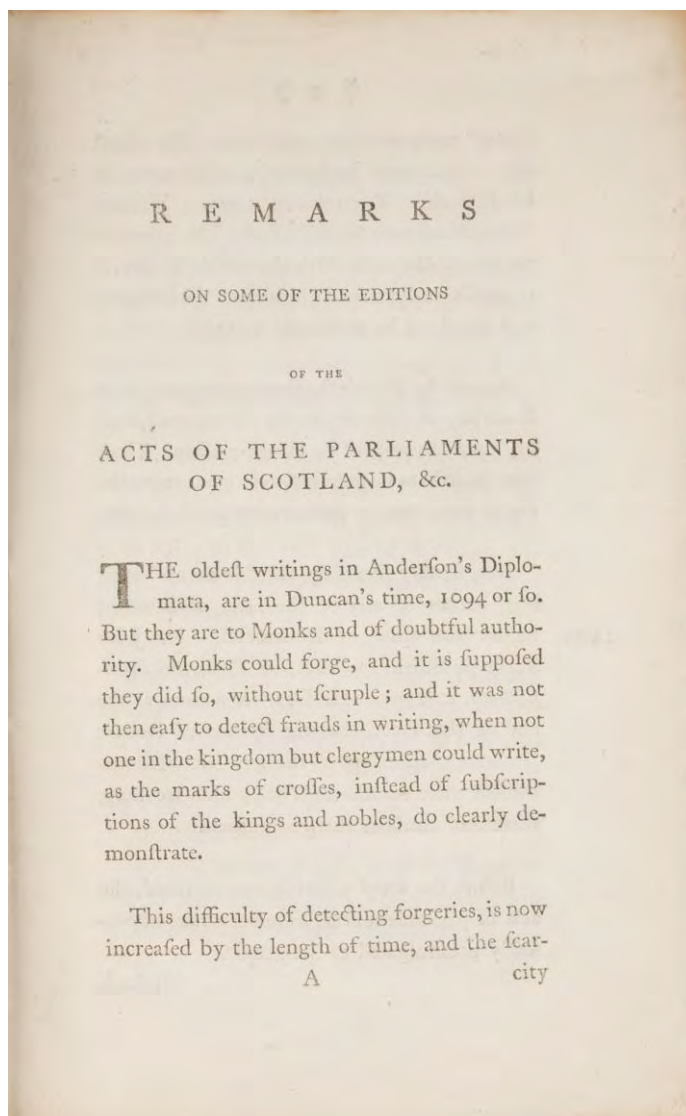 R E M A R K S
ON SOME OF THE EDITIONS
OF THE
ACTS OF THE PARLIAMENTS
OF SCOTLAND, &c.
THE oldeſt writings in Anderſon's Diplo-
mata, are in Duncan's time, 1094 or ſo.
But they are to Monks and of doubtful autho-
rity. Monks could forge, and it is ſuppoſed
they did ſo, without ſcruple; and it was not
then eaſy to detect frauds in writing, when not
one in the kingdom but clergymen could write,
as the marks of croſſes, inſtead of ſubſcrip-
tions of the kings and nobles, do clearly de-
monſtrate.
This difficulty of detecting forgeries, is now
increaſed by the length of time, and the ſcar-
A city